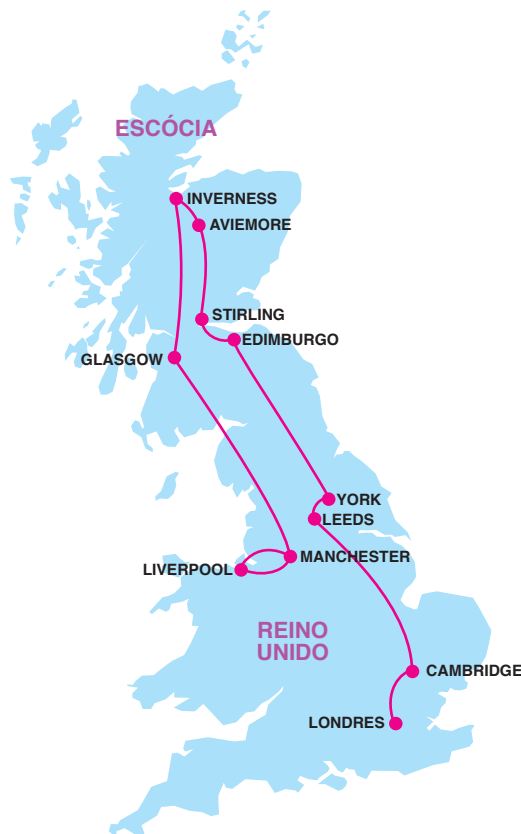 ESCÓCIA
INVERNESS
AVIEMORE
STIRLING
EDIMBURGO
GLASGOW
YORK
LEEDS
MANCHESTER
LIVERPOOL
REINO
UNIDO
CAMBRIDGE
LONDRES